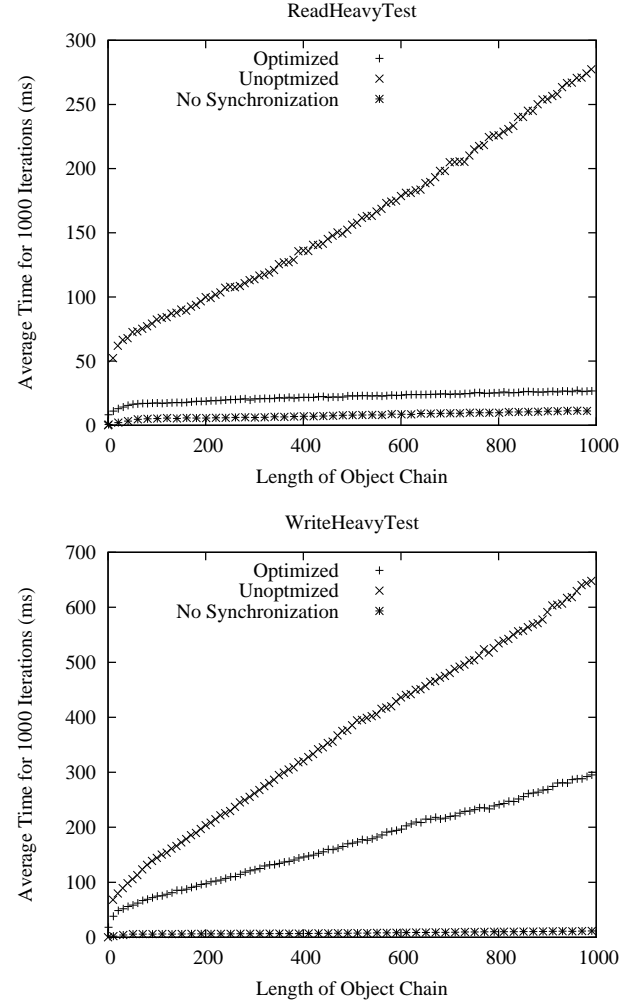 ReadHeavyTest
300
250
200
150
100
50
0
Average Time for 1000 Iterations (ms)
Optimized
Unoptmized
No Synchronization
0 200 400 600 800 1000
Length of Object Chain
WriteHeavyTest
700
600
500
400
300
200
100
0
Average Time for 1000 Iterations (ms)
Optimized
Unoptmized
No Synchronization
0 200 400 600 800 1000
Length of Object Chain